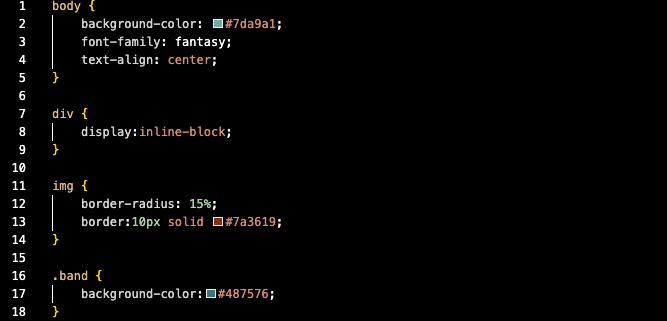 1 body {
2 background-color: #7da9a1;
3 font-family: fantasy;
4 text-align: center;
5 }
6
7 div {
8 display:inline-block;
9 }
10
11 img {
12 border-radius: 15%;
13 border:10px solid #7a3619;
14 }
15
16 .band {
17 background-color:#487576;
18 }